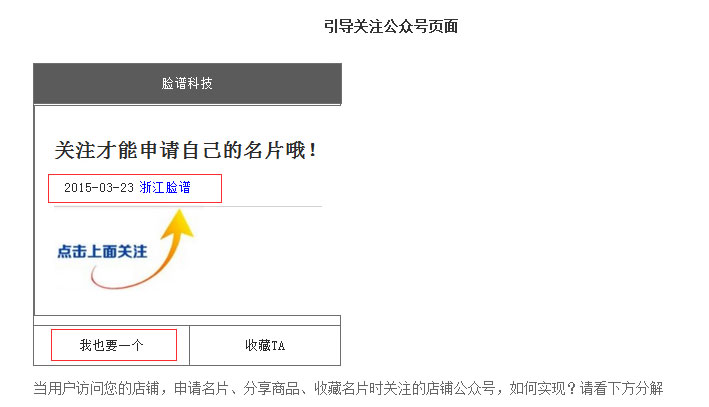 引导关注公众号页面
脸谱科技
关注才能申请自己的名片哦！
2015-03-23 浙江脸谱
点击上面关注
我也要一个 收藏TA
当用户访问您的店铺，申请名片、分享商品、收藏名片时关注的店铺公众号，如何实现？请看下方分解